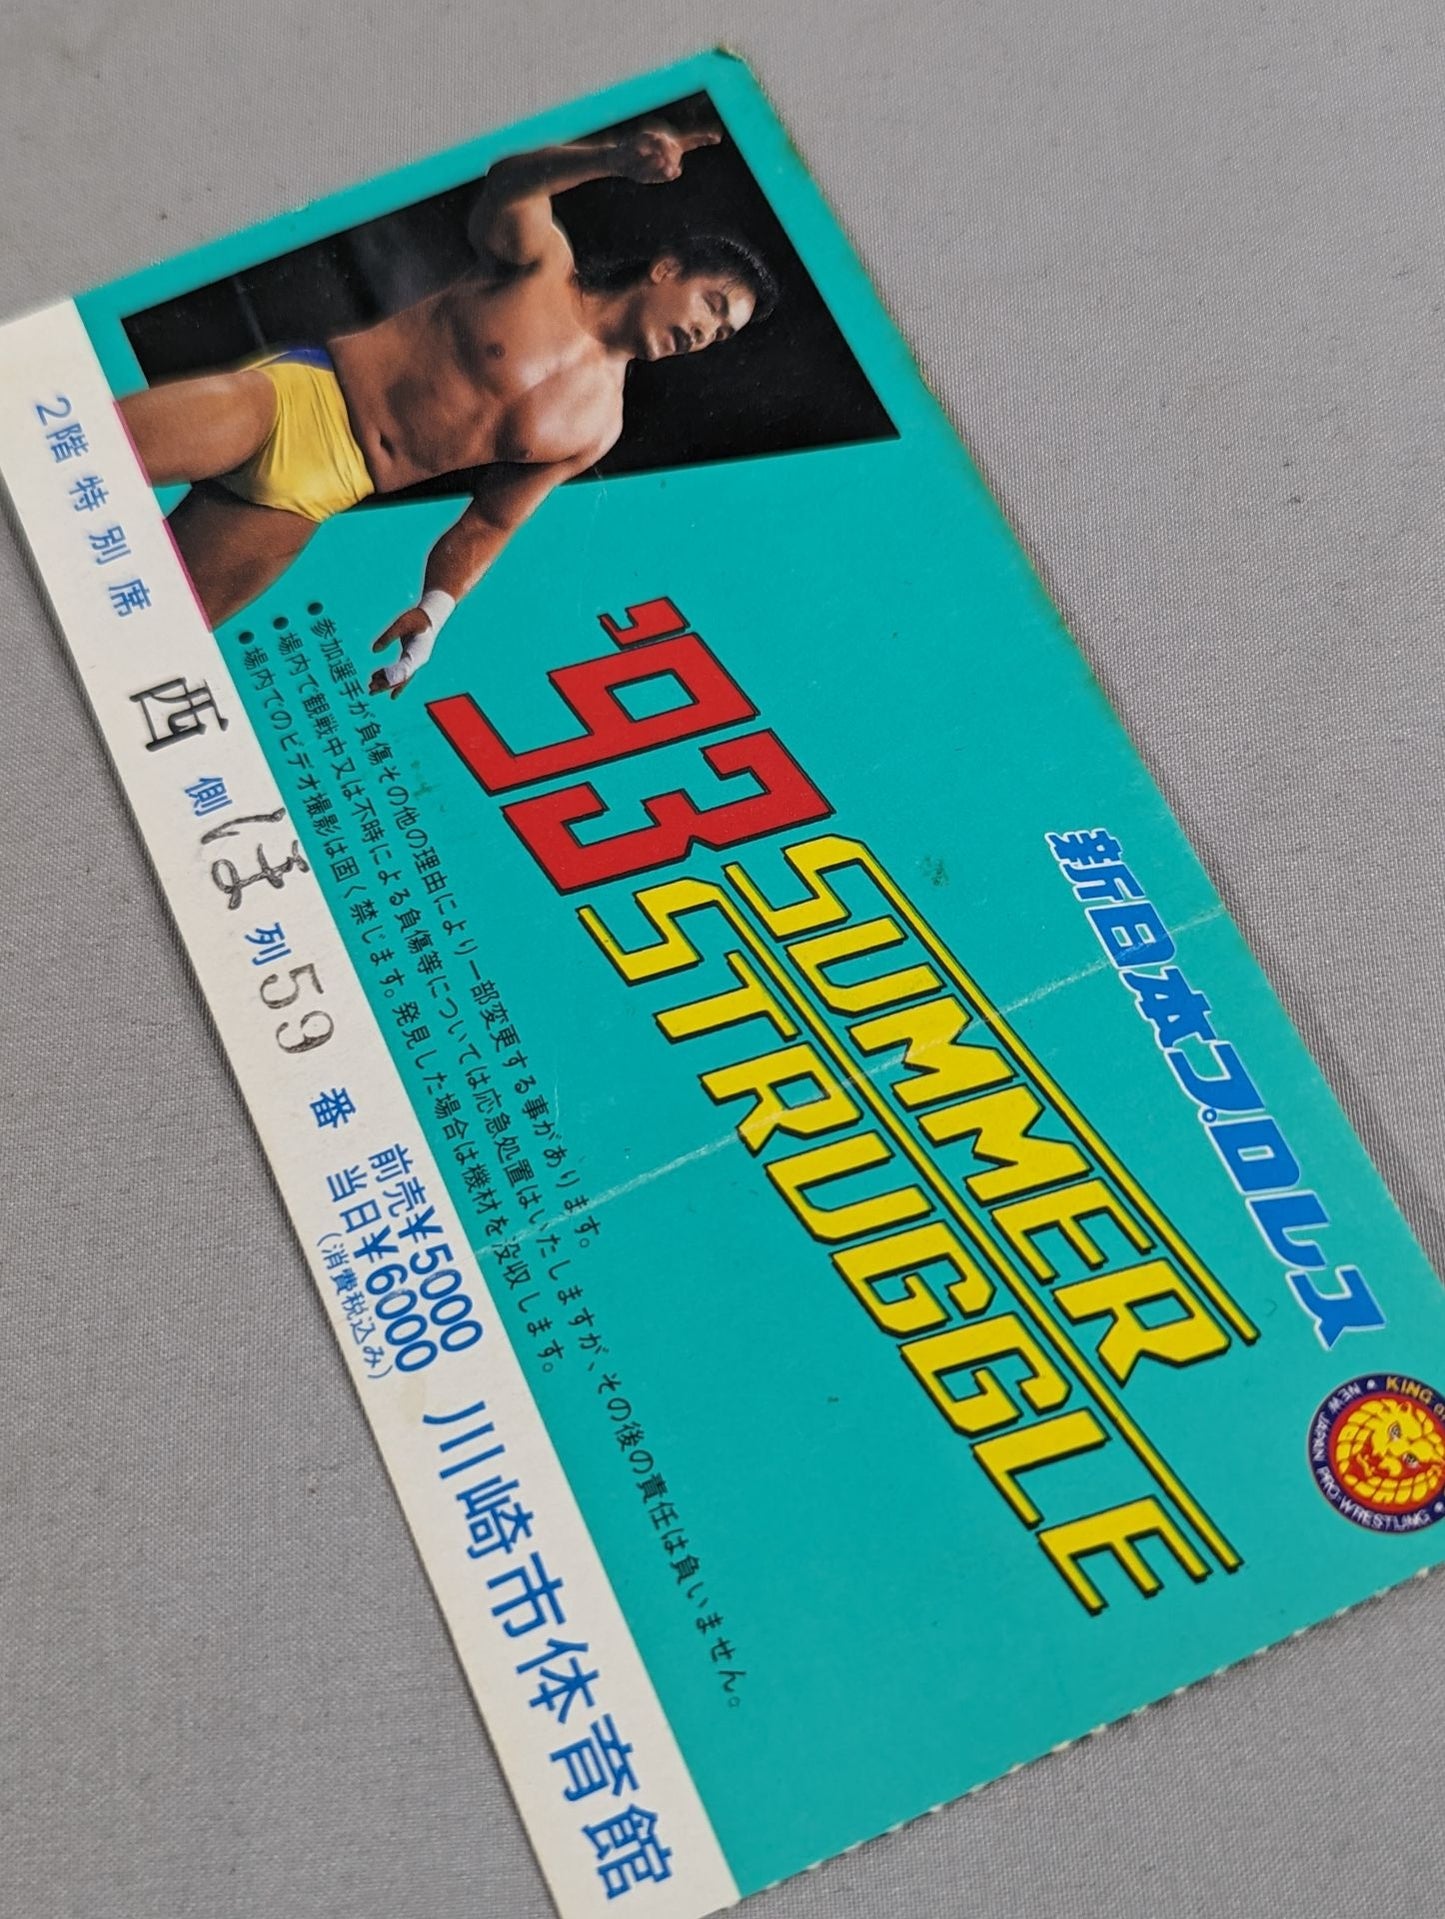 新日本プロレス
KING O
NEW JAPAN PRO-WRESTLING
'93 SUMMER
STRUGGLE
●参加選手が負傷その他の理由により一部変更する事があります。
●場内で観戦中又は不時による負傷等については応急処置はいたしますが、その後の責任は負いません。
●場内でのビデオ撮影は固く禁じます。発見した場合は機材を没収します。
2階特別席 西側 ほ列 59番
前売¥5000
当日¥6000
(消費税込み)
川崎市体育館